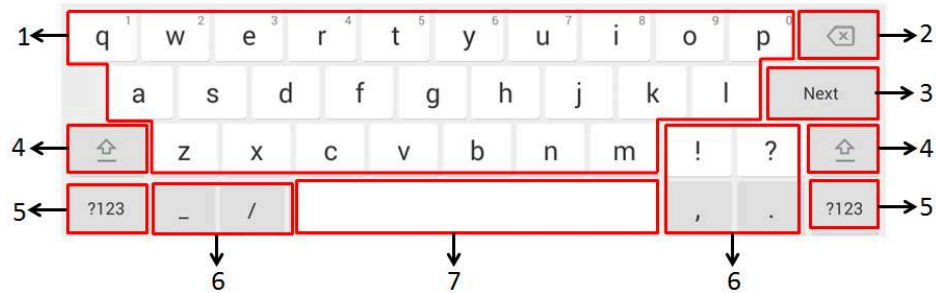 1 q 1 w 2 e 3 r 4 t 5 y 6 u 7 i 8 o 9 p 0 2
a s d f g h j k l Next 3
4 z x c v b n m ! ? 4
5 ?123 _ / , . ?123 5
6 7 6